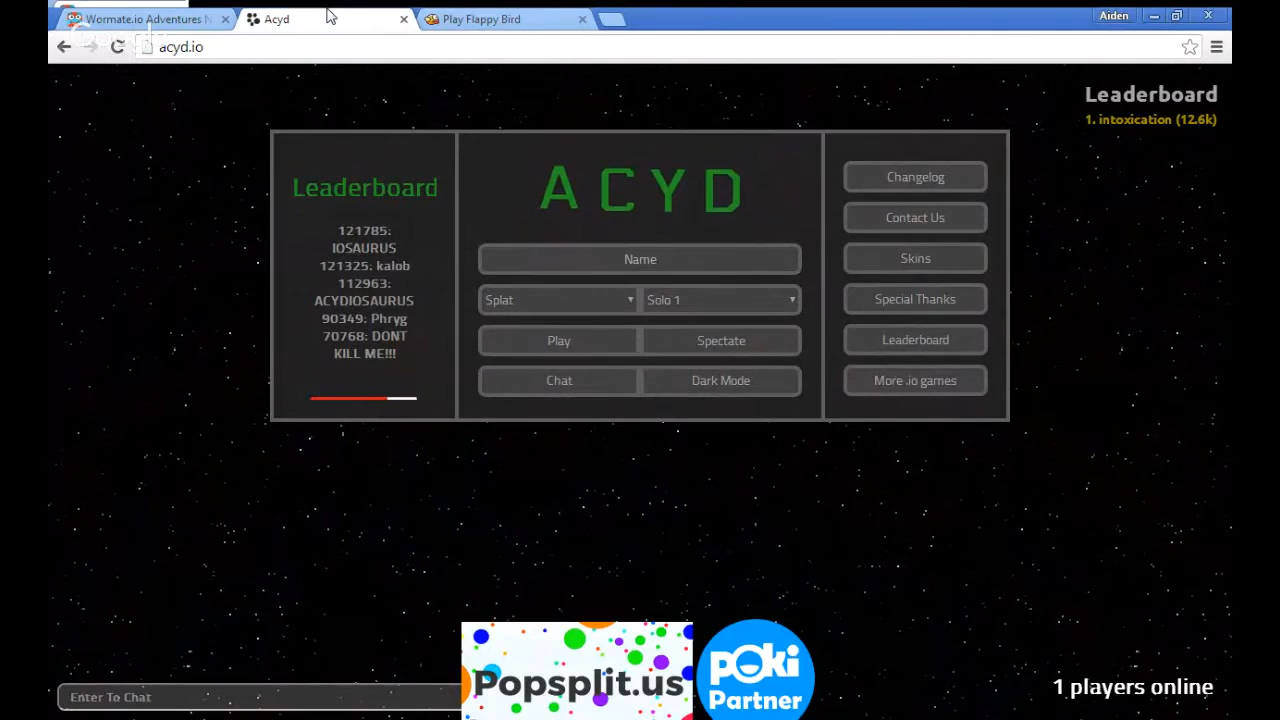 Wormate.io Adventures N
Acyd
Play Flappy Bird
Aiden
acyd.io
Leaderboard
1. intoxication (12.6k)
Leaderboard
121785:
IOSAURUS
121325: kalob
112963:
ACYDIOSAURUS
90349: Phryg
70768: DONT
KILL ME!!!
ACYD
Name
Splat
Solo 1
Play
Spectate
Chat
Dark Mode
Changelog
Contact Us
Skins
Special Thanks
Leaderboard
More .io games
Enter To Chat
Popsplit.us
poki
Partner
1 players online